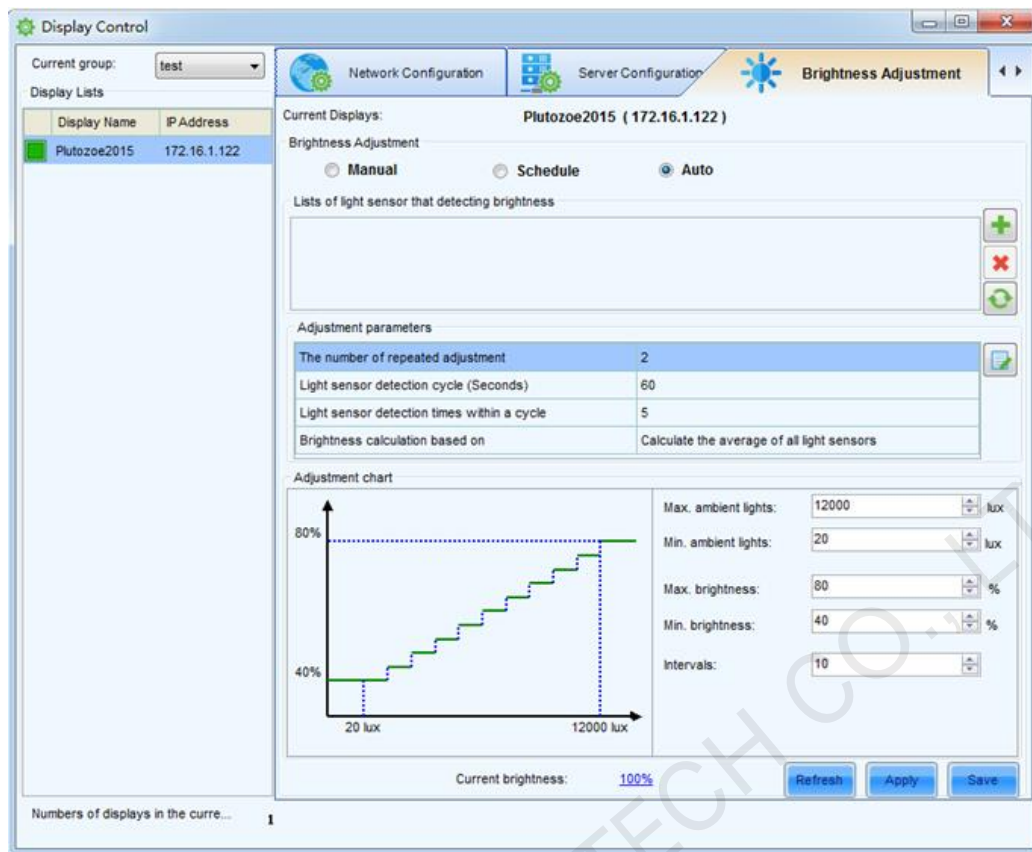 Display Control
Current group: test
Display Lists
Display Name IP Address
Plutozoe2015 172.16.1.122
Numbers of displays in the curre... 1
Network Configuration Server Configuration Brightness Adjustment
Current Displays: Plutozoe2015 ( 172.16.1.122 )
Brightness Adjustment
Manual Schedule Auto
Lists of light sensor that detecting brightness
Adjustment parameters
The number of repeated adjustment 2
Light sensor detection cycle (Seconds) 60
Light sensor detection times within a cycle 5
Brightness calculation based on Calculate the average of all light sensors
Adjustment chart
80%
40%
20 lux 12000 lux
Max. ambient lights: 12000 lux
Min. ambient lights: 20 lux
Max. brightness: 80 %
Min. brightness: 40 %
Intervals: 10
Current brightness: 100% Refresh Apply Save
TECH CO., LT